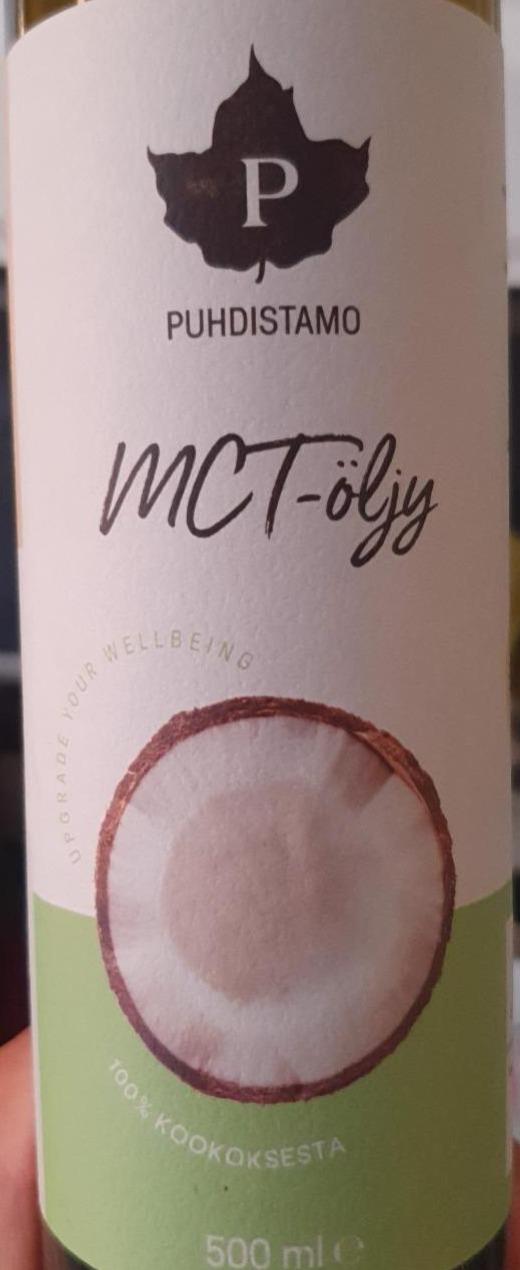 P
PUHDISTAMO
MCT-öljy
UPGRADE YOUR WELLBEING
100% KOOKOKSESTA
500 ml ℮